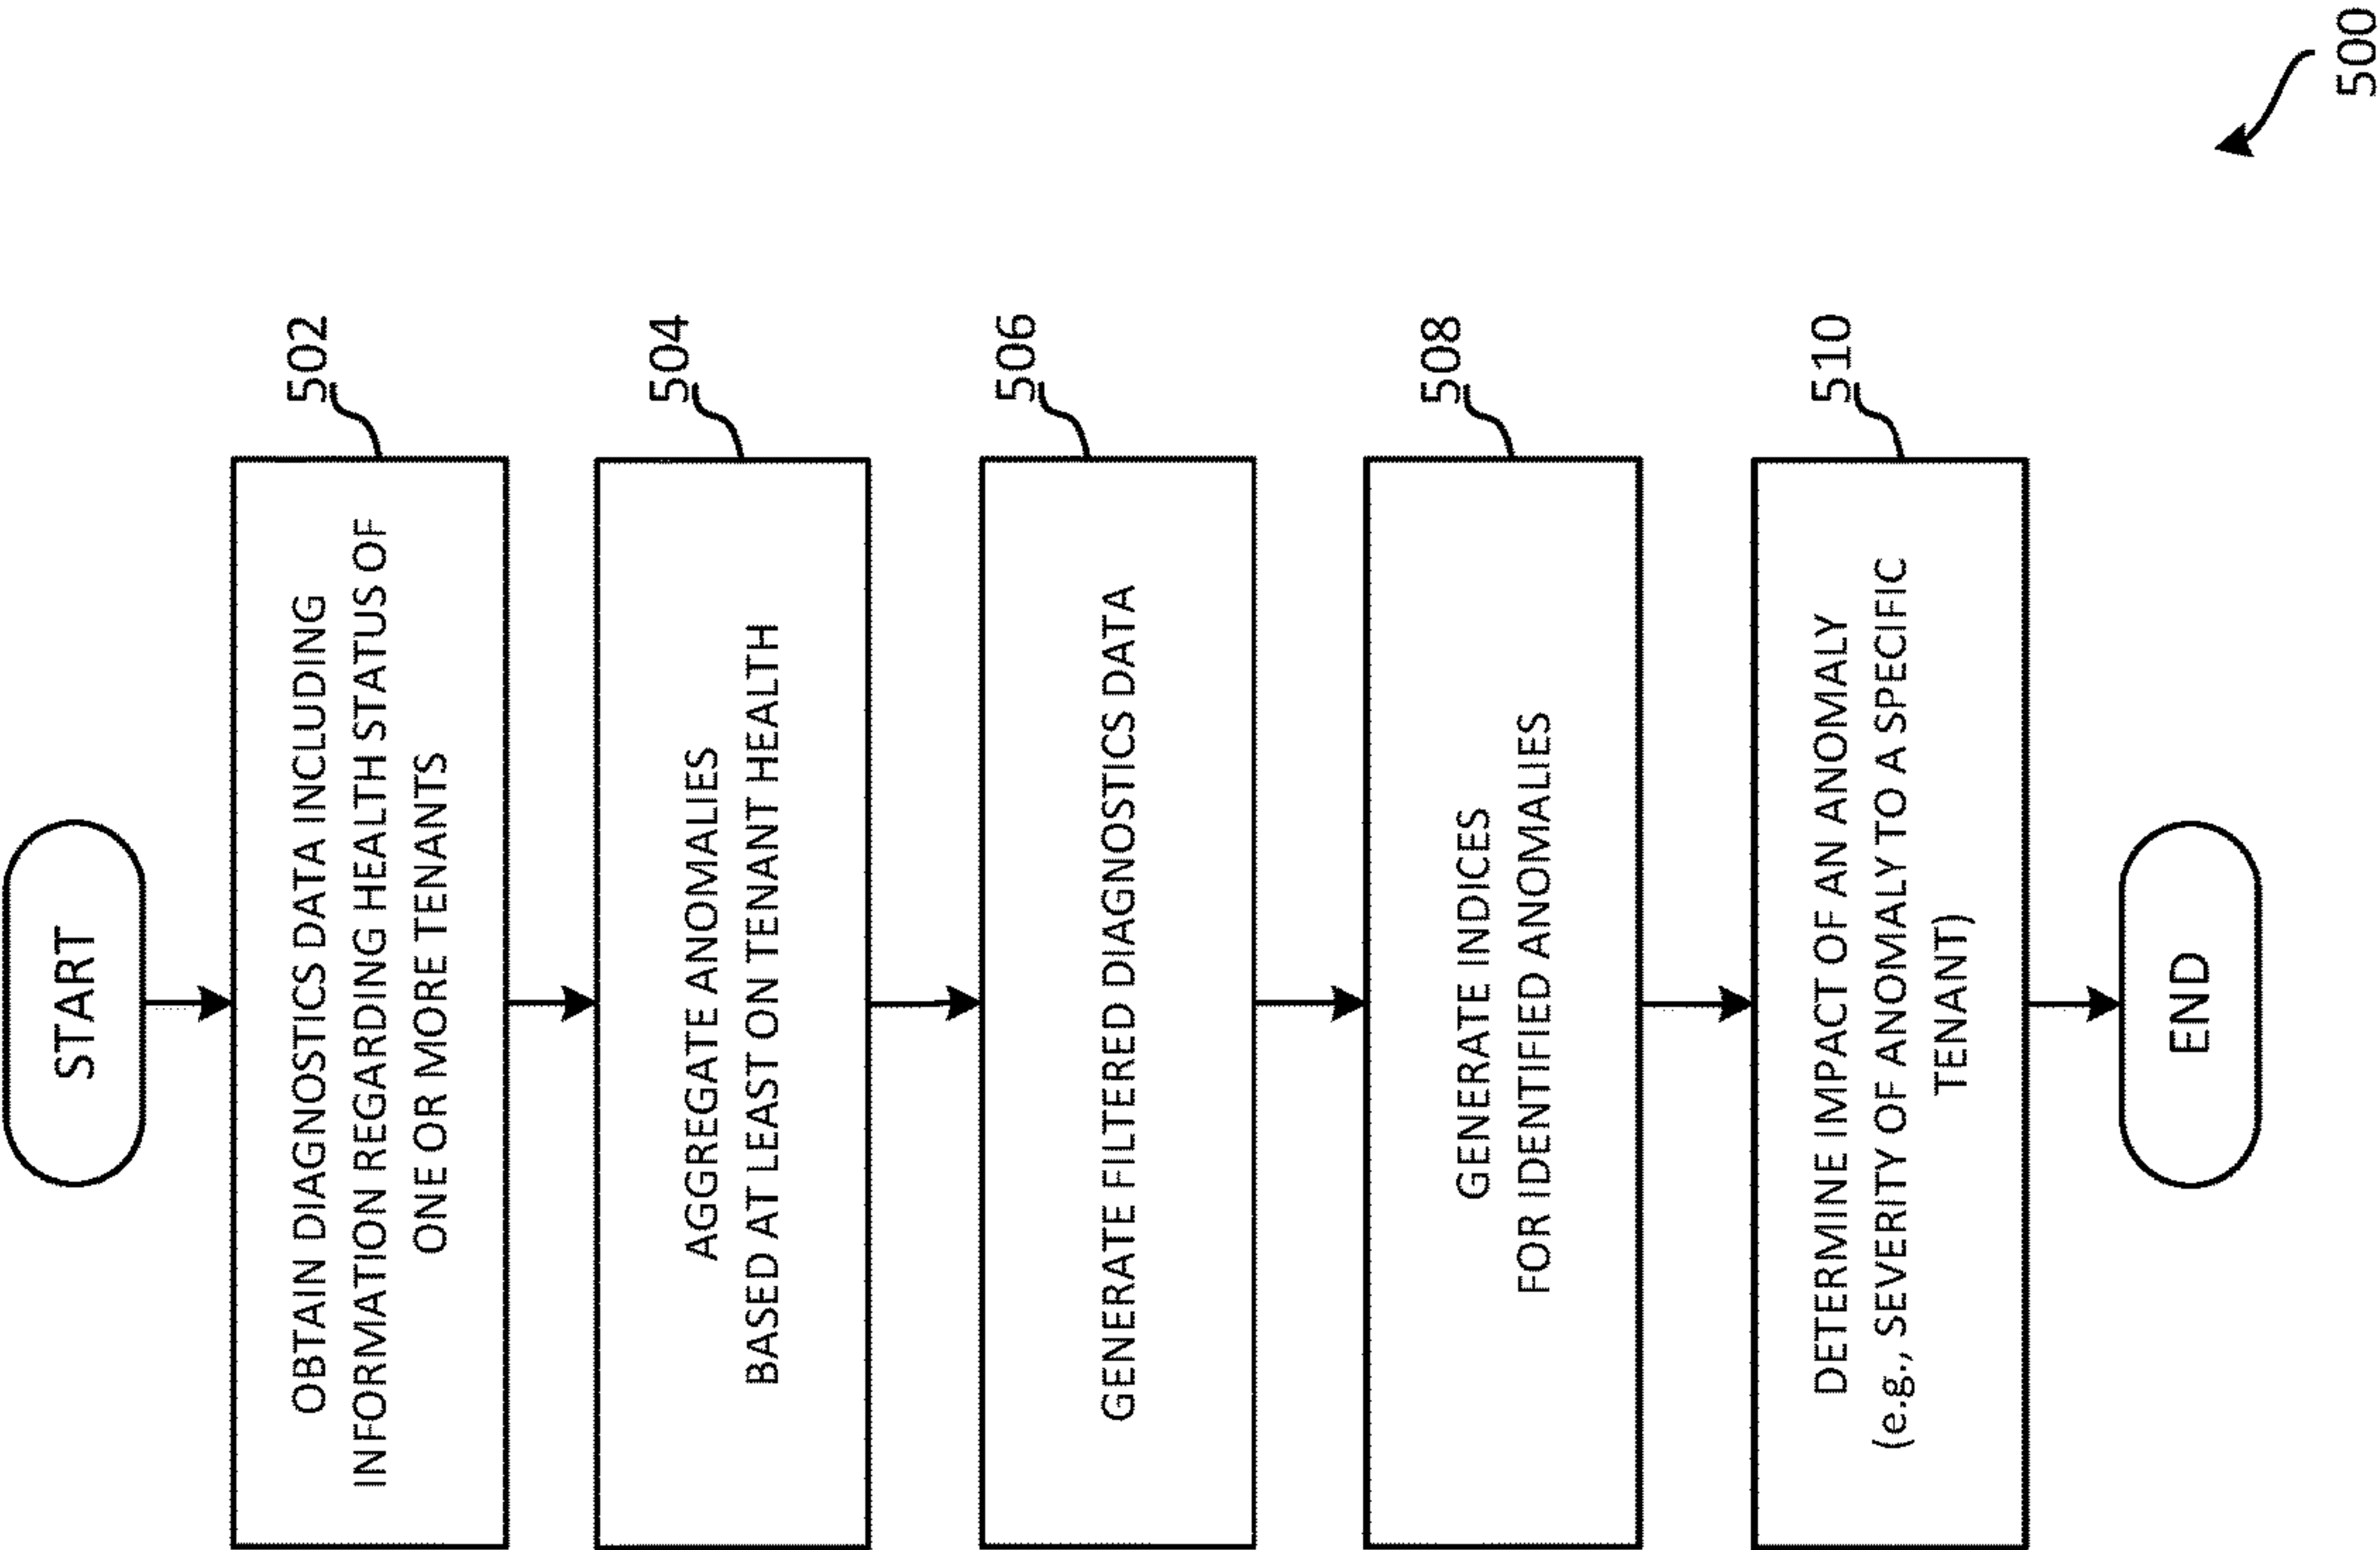 START
OBTAIN DIAGNOSTICS DATA INCLUDING
INFORMATION REGARDING HEALTH STATUS OF
ONE OR MORE TENANTS
502
AGGREGATE ANOMALIES
BASED AT LEAST ON TENANT HEALTH
504
GENERATE FILTERED DIAGNOSTICS DATA
506
GENERATE INDICES
FOR IDENTIFIED ANOMALIES
508
DETERMINE IMPACT OF AN ANOMALY
(e.g., SEVERITY OF ANOMALY TO A SPECIFIC
TENANT)
510
END
500